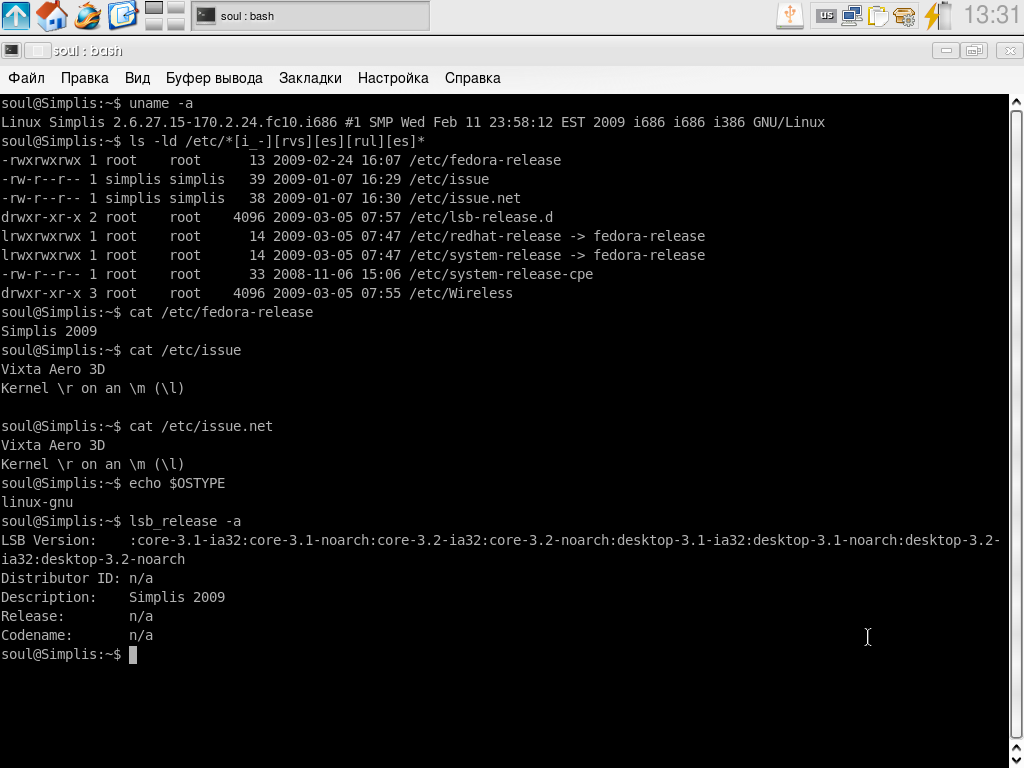 soul : bash
us
13:31
soul : bash
Файл Правка Вид Буфер вывода Закладки Настройка Справка
soul@Simplis:~$ uname -a
Linux Simplis 2.6.27.15-170.2.24.fc10.i686 #1 SMP Wed Feb 11 23:58:12 EST 2009 i686 i686 i386 GNU/Linux
soul@Simplis:~$ ls -ld /etc/*[i_-][rvs][es][rul][es]*
-rwxrwxrwx 1 root    root      13 2009-02-24 16:07 /etc/fedora-release
-rw-r--r-- 1 simplis simplis   39 2009-01-07 16:29 /etc/issue
-rw-r--r-- 1 simplis simplis   38 2009-01-07 16:30 /etc/issue.net
drwxr-xr-x 2 root    root    4096 2009-03-05 07:57 /etc/lsb-release.d
lrwxrwxrwx 1 root    root      14 2009-03-05 07:47 /etc/redhat-release -> fedora-release
lrwxrwxrwx 1 root    root      14 2009-03-05 07:47 /etc/system-release -> fedora-release
-rw-r--r-- 1 root    root      33 2008-11-06 15:06 /etc/system-release-cpe
drwxr-xr-x 3 root    root    4096 2009-03-05 07:55 /etc/Wireless
soul@Simplis:~$ cat /etc/fedora-release
Simplis 2009
soul@Simplis:~$ cat /etc/issue
Vixta Aero 3D
Kernel \r on an \m (\l)
soul@Simplis:~$ cat /etc/issue.net
Vixta Aero 3D
Kernel \r on an \m (\l)
soul@Simplis:~$ echo $OSTYPE
linux-gnu
soul@Simplis:~$ lsb_release -a
LSB Version:    :core-3.1-ia32:core-3.1-noarch:core-3.2-ia32:core-3.2-noarch:desktop-3.1-ia32:desktop-3.1-noarch:desktop-3.2-
ia32:desktop-3.2-noarch
Distributor ID: n/a
Description:    Simplis 2009
Release:        n/a
Codename:       n/a
soul@Simplis:~$